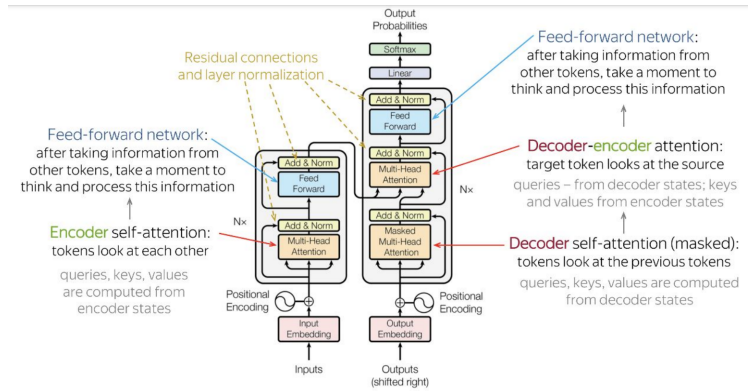 Output
Probabilities
Softmax
Linear
Add & Norm
Feed
Forward
Add & Norm
Multi-Head
Attention
Add & Norm
Masked
Multi-Head
Attention
Nx
Positional
Encoding
Output
Embedding
Outputs
(shifted right)
Add & Norm
Feed
Forward
Add & Norm
Multi-Head
Attention
Nx
Positional
Encoding
Input
Embedding
Inputs
Residual connections
and layer normalization
Feed-forward network:
after taking information from
other tokens, take a moment to
think and process this information
Encoder self-attention:
tokens look at each other
queries, keys, values
are computed from
encoder states
Feed-forward network:
after taking information from
other tokens, take a moment to
think and process this information
Decoder-encoder attention:
target token looks at the source
queries – from decoder states; keys
and values from encoder states
Decoder self-attention (masked):
tokens look at the previous tokens
queries, keys, values are computed
from decoder states